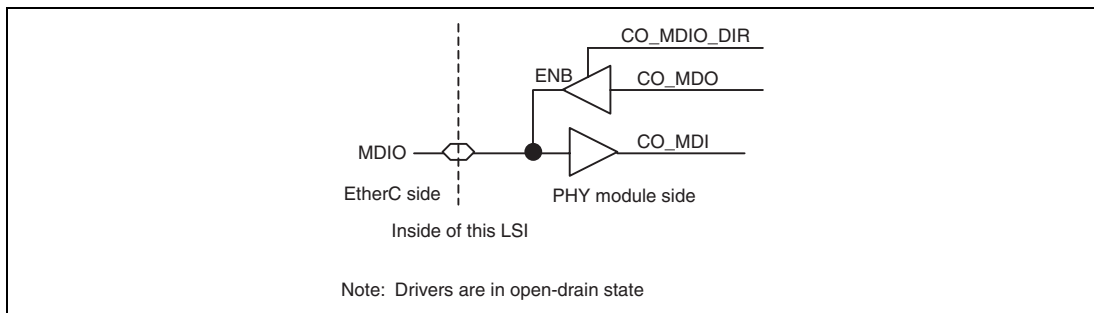 CO_MDIO_DIR
ENB
CO_MDO
CO_MDI
MDIO
EtherC side
PHY module side
Inside of this LSI
Note: Drivers are in open-drain state